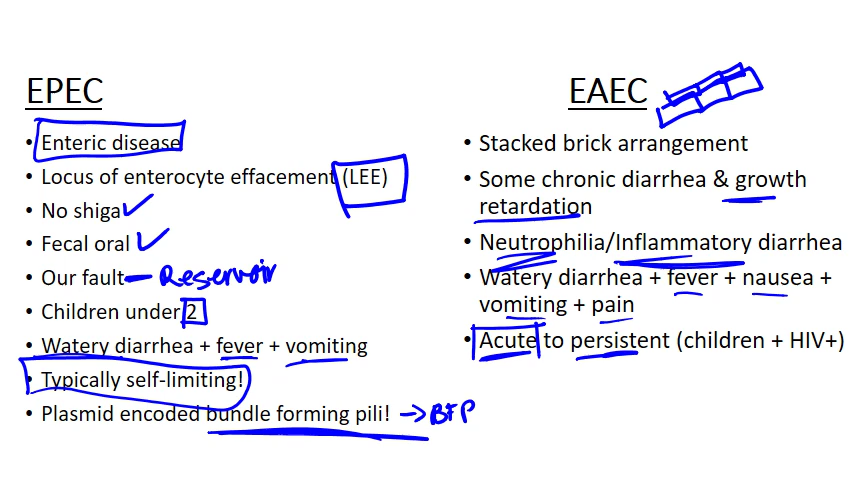 EPEC
• Enteric disease
• Locus of enterocyte effacement (LEE)
• No shiga
• Fecal oral
• Our fault Reservoir
• Children under 2
• Watery diarrhea + fever + vomiting
• Typically self-limiting!
• Plasmid encoded bundle forming pili! → BFP
EAEC
• Stacked brick arrangement
• Some chronic diarrhea & growth
retardation
• Neutrophilia/Inflammatory diarrhea
• Watery diarrhea + fever + nausea +
vomiting + pain
• Acute to persistent (children + HIV+)